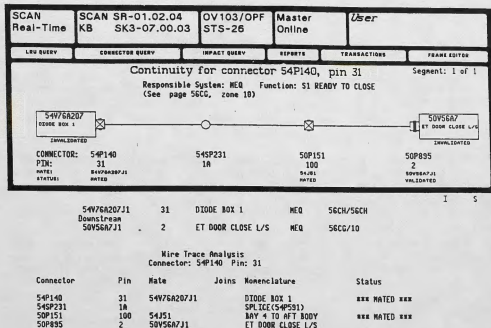 SCAN SCAN SR-01.02.04 OV103/OPF Master User
Real-Time KB SK3-07.00.03 STS-26 Online
LRU QUERY CONNECTOR QUERY IMPACT QUERY REPORTS TRANSACTIONS FRAME EDITOR
Continuity for connector 54P140, pin 31 Segment: 1 of 1
Responsible System: MEQ Function: S1 READY TO CLOSE
(See page 56CG, zone 10)
54V76A207 50V56A7
DIODE BOX 1 ET DOOR CLOSE L/S
INVALIDATED INVALIDATED
CONNECTOR: 54P140 54SP231 50P151 50P895
PIN: 31 1A 100 2
MATE: 54V76A207J1 54J51 50V56A7J1
STATUS: MATED MATED VALIDATED
I S
54V76A207J1 31 DIODE BOX 1 MEQ 56CH/56CH
Downstream
50V56A7J1 2 ET DOOR CLOSE L/S MEQ 56CG/10
Wire Trace Analysis
Connector: 54P140 Pin: 31
Connector Pin Mate Joins Nomenclature Status
54P140 31 54V76A207J1 DIODE BOX 1 *** MATED ***
54SP231 1A SPLICE(54P591)
50P151 100 54J51 BAY 4 TO AFT BODY *** MATED ***
50P895 2 50V56A7J1 ET DOOR CLOSE L/S